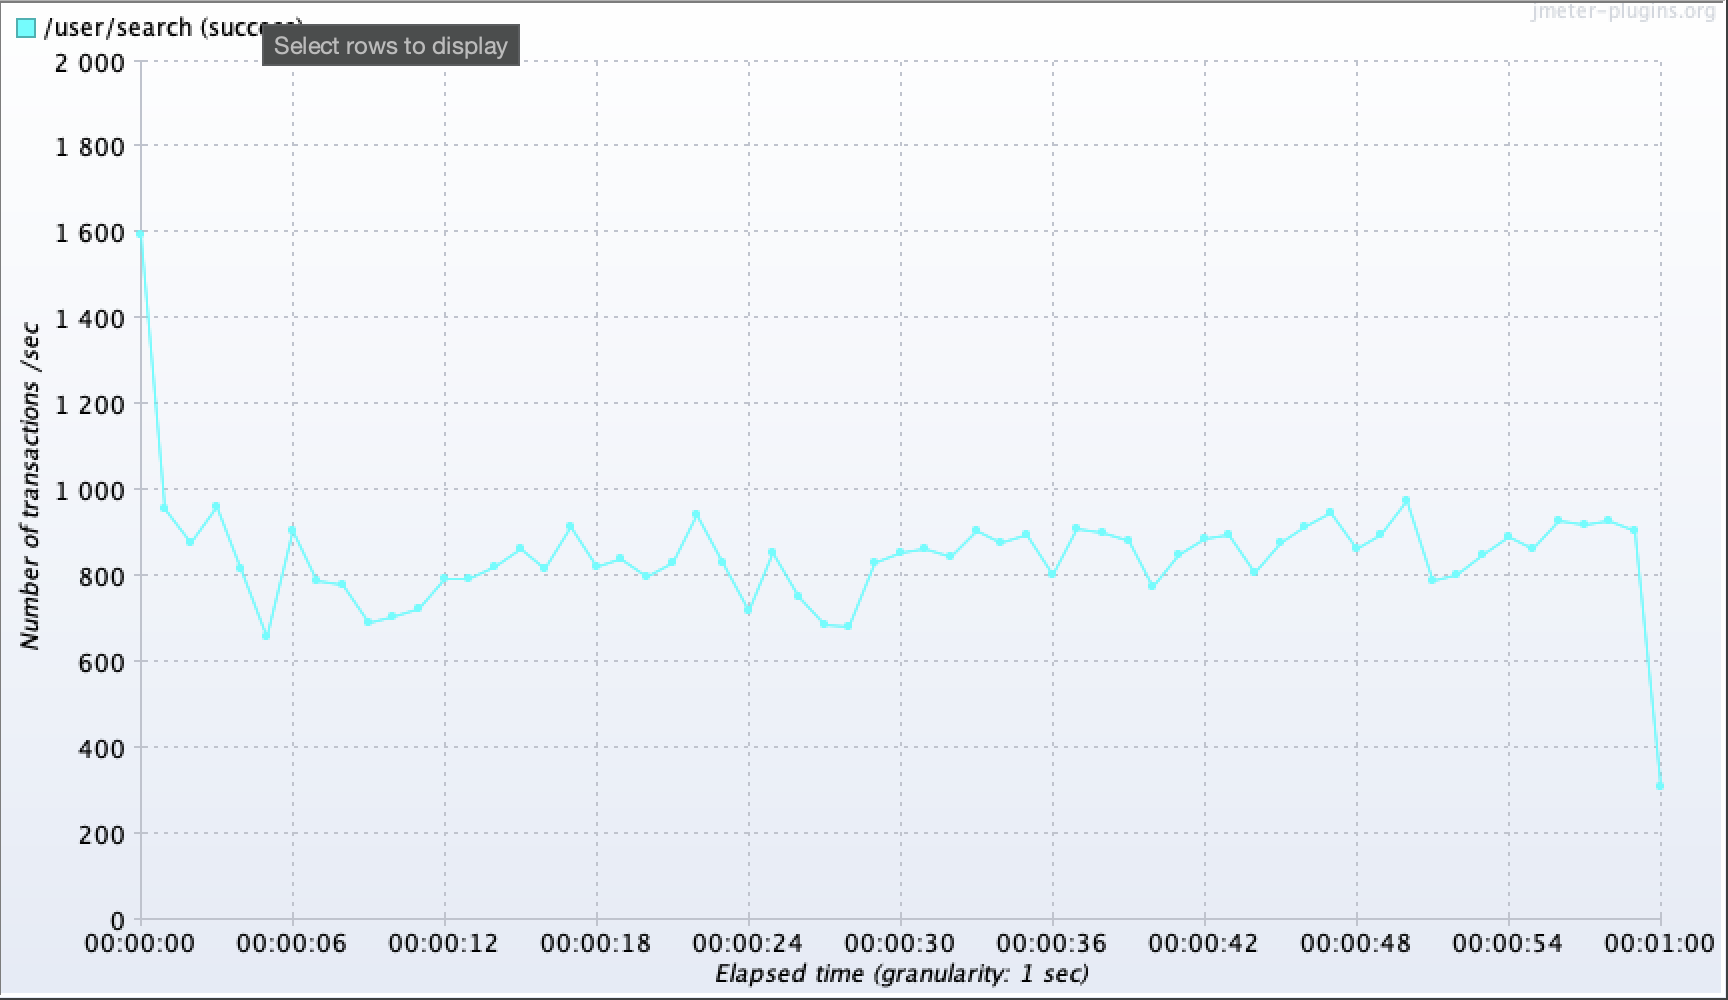 jmeter-plugins.org
/user/search (succe
Select rows to display
2 000
1 800
1 600
1 400
1 200
1 000
800
600
400
200
0
Number of transactions /sec
00:00:00 00:00:06 00:00:12 00:00:18 00:00:24 00:00:30 00:00:36 00:00:42 00:00:48 00:00:54 00:01:00
Elapsed time (granularity: 1 sec)